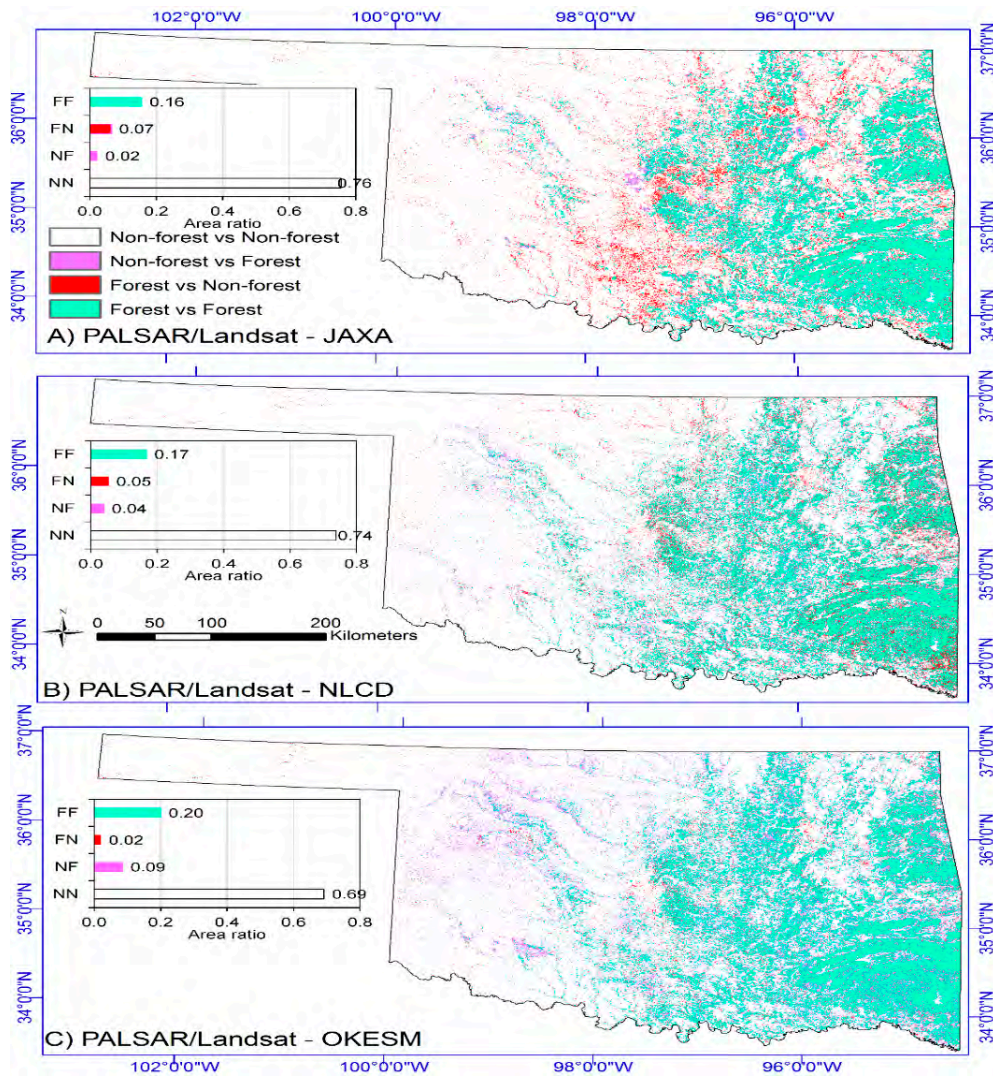 102°0'0"W 100°0'0"W 98°0'0"W 96°0'0"W
37°0'0"N
36°0'0"N
36°0'0"N
35°0'0"N
35°0'0"N
34°0'0"N
34°0'0"N
FF 0.16
FN 0.07
NF 0.02
NN 0.76
0.0 0.2 0.4 0.6 0.8
Area ratio
Non-forest vs Non-forest
Non-forest vs Forest
Forest vs Non-forest
Forest vs Forest
A) PALSAR/Landsat - JAXA
37°0'0"N
36°0'0"N
36°0'0"N
35°0'0"N
35°0'0"N
34°0'0"N
34°0'0"N
FF 0.17
FN 0.05
NF 0.04
NN 0.74
0.0 0.2 0.4 0.6 0.8
Area ratio
N
0 50 100 200
Kilometers
B) PALSAR/Landsat - NLCD
37°0'0"N
37°0'0"N
36°0'0"N
36°0'0"N
35°0'0"N
35°0'0"N
34°0'0"N
34°0'0"N
FF 0.20
FN 0.02
NF 0.09
NN 0.69
0.0 0.2 0.4 0.6 0.8
Area ratio
C) PALSAR/Landsat - OKESM
102°0'0"W 100°0'0"W 98°0'0"W 96°0'0"W